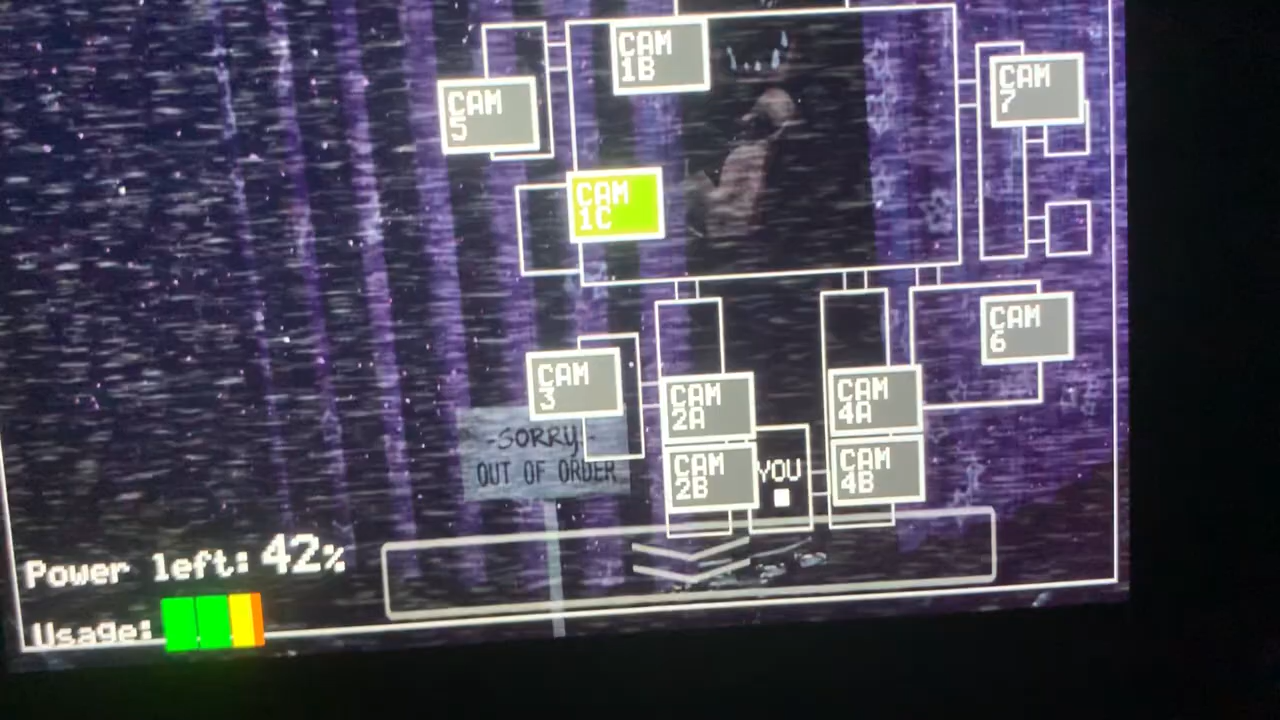 CAM
1B
CAM
7
CAM
5
CAM
1C
CAM
6
CAM
3
CAM
2A
CAM
4A
-SORRY-
OUT OF ORDER
CAM
2B
YOU
CAM
4B
Power left: 42%
Usage: